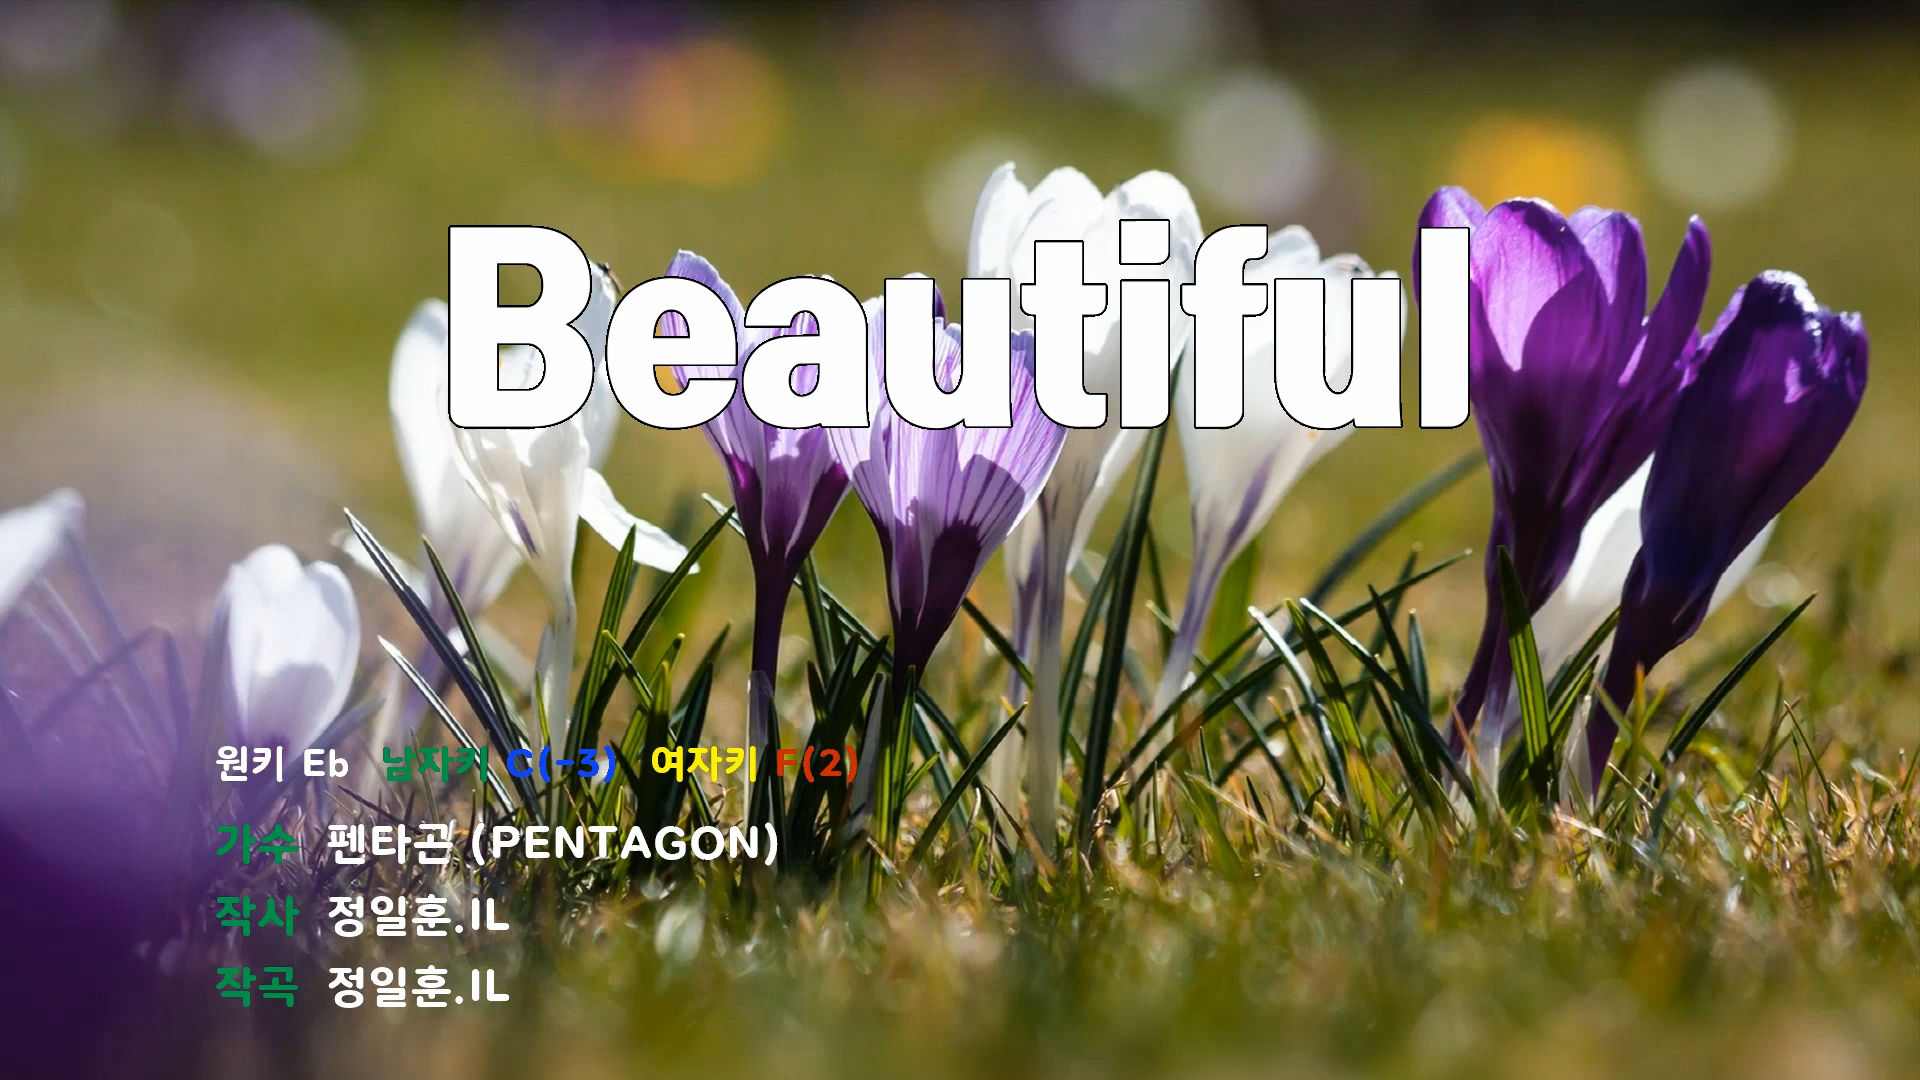 Beautiful
원키 Eb 남자키 C(-3) 여자키 F(2)
가수 펜타곤 (PENTAGON)
작사 정일훈.IL
작곡 정일훈.IL